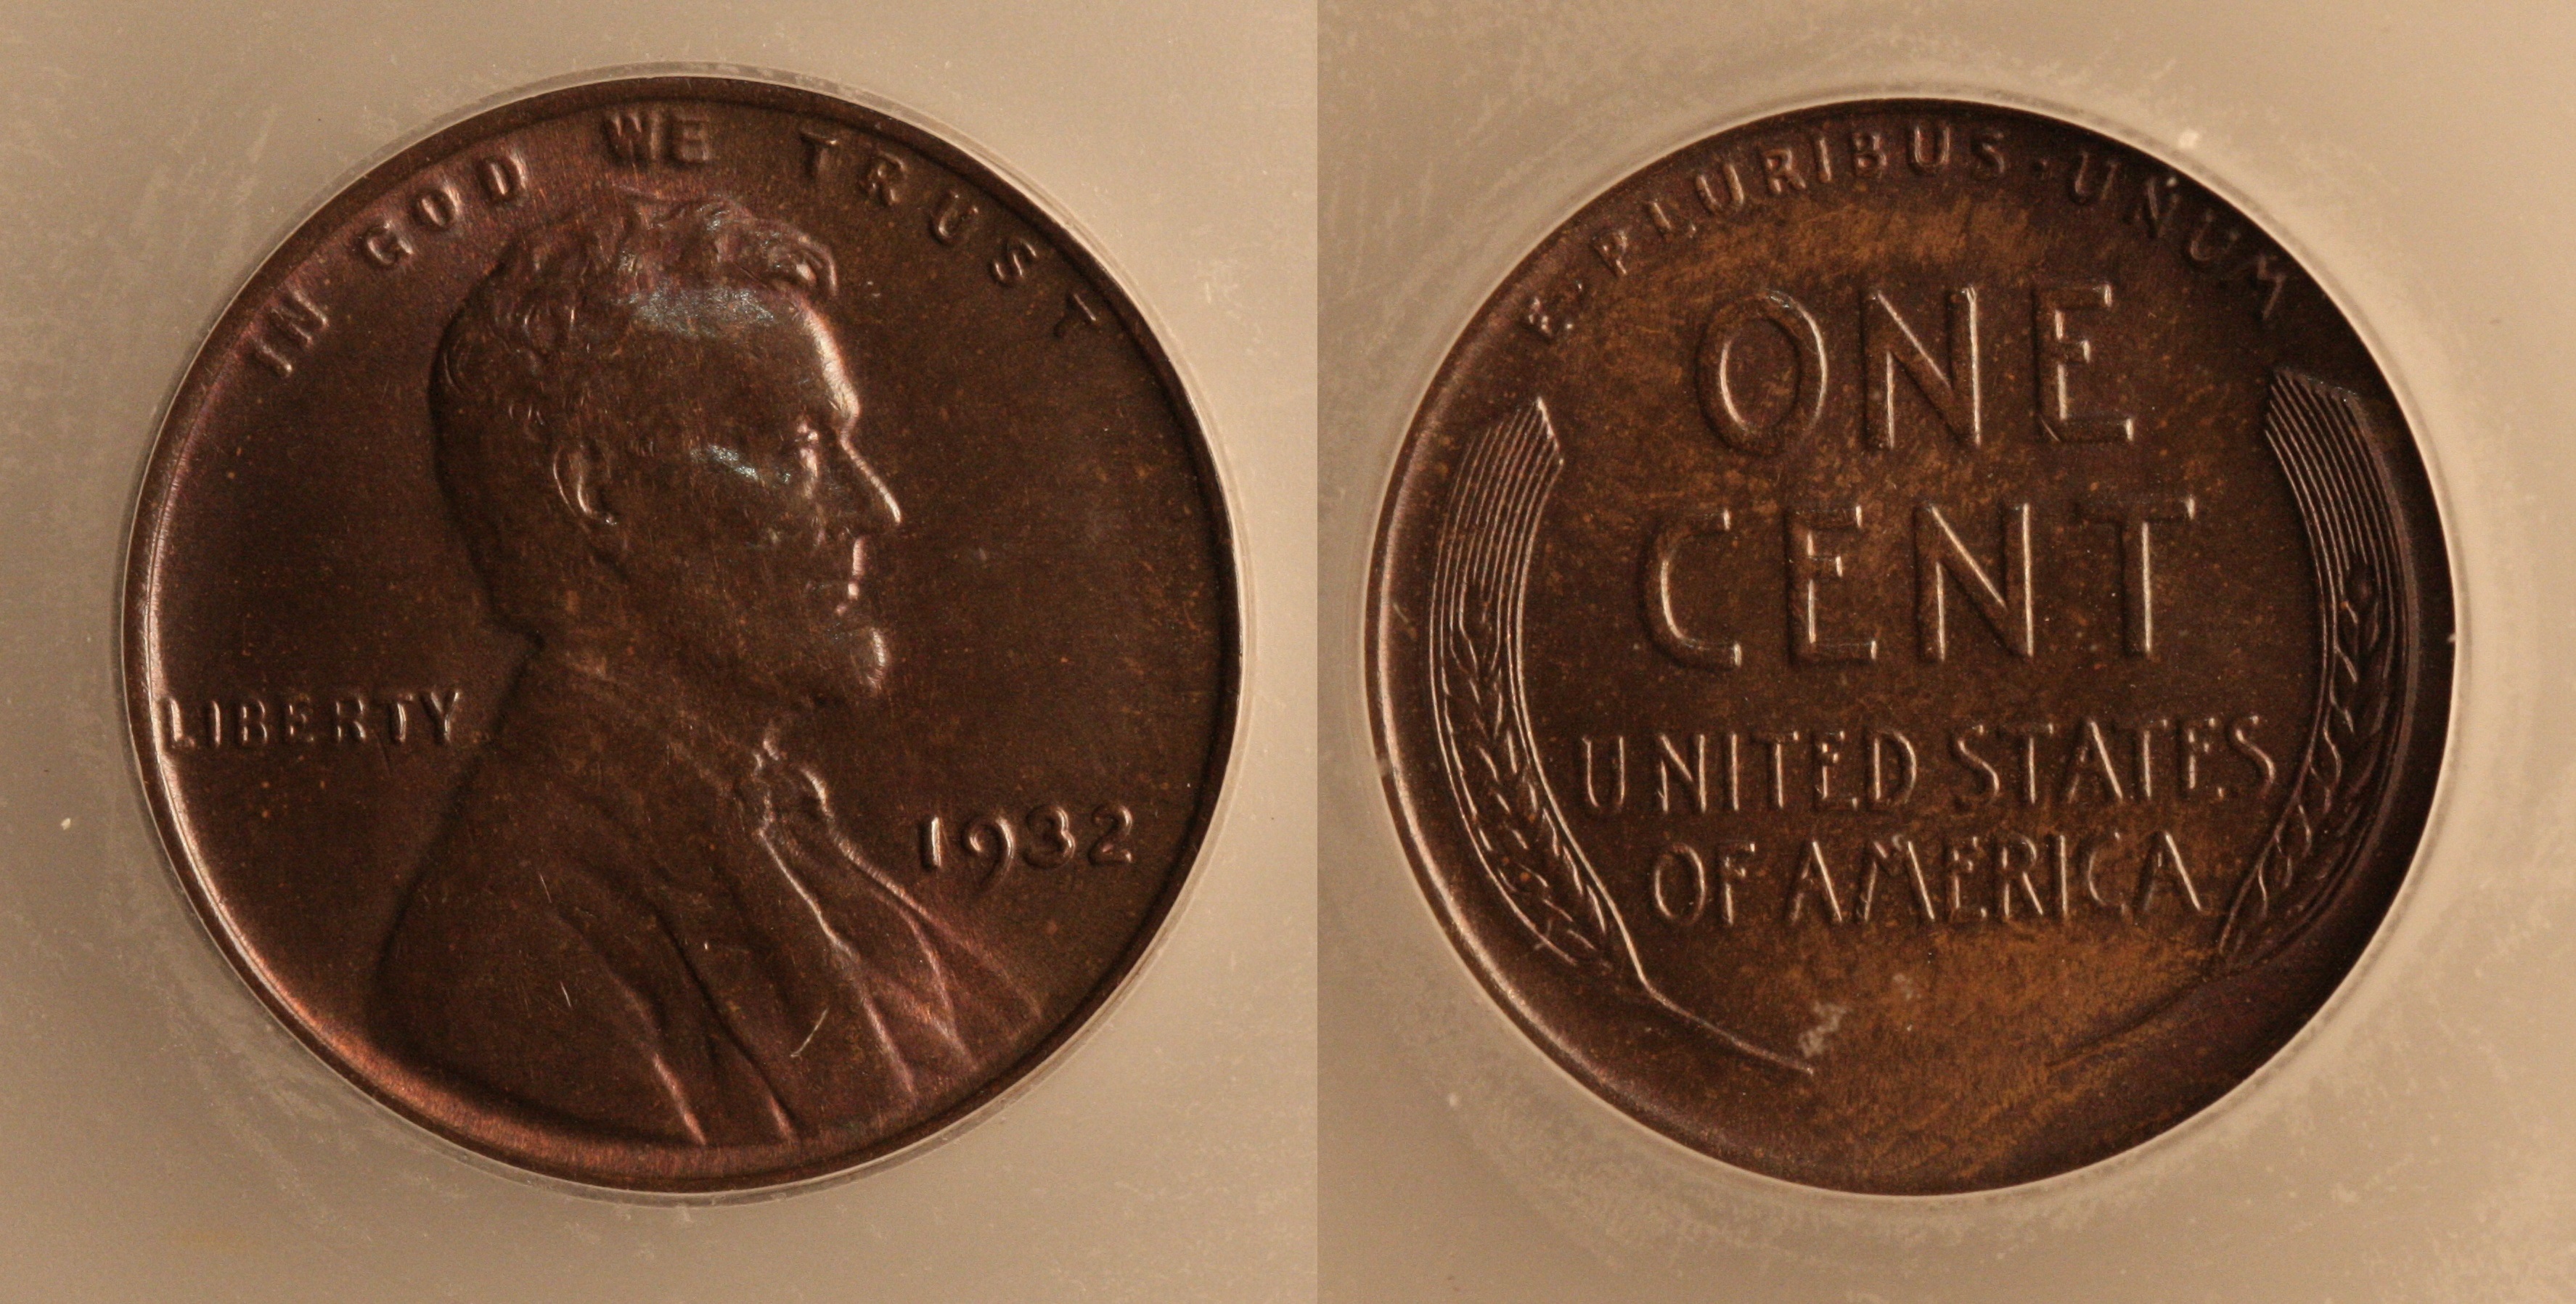 IN GOD WE TRUST
LIBERTY
1932
E·PLURIBUS·UNUM
ONE
CENT
UNITED STATES
OF AMERICA